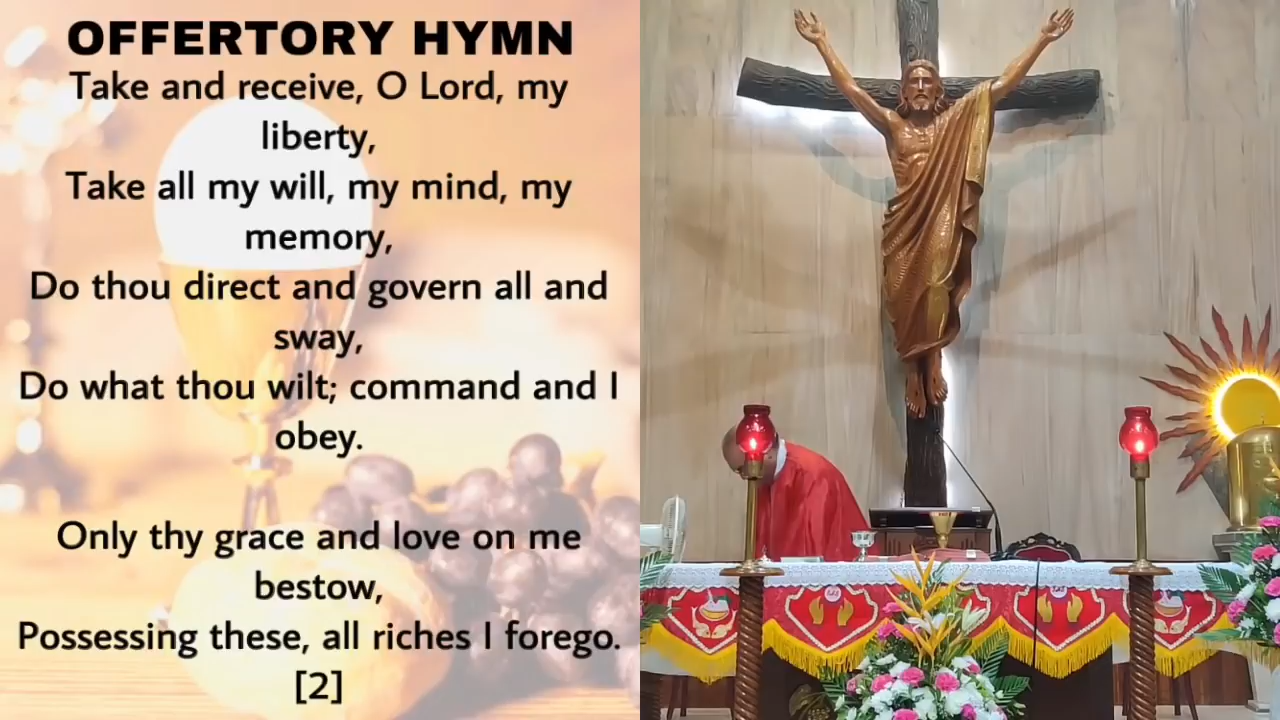 OFFERTORY HYMN
Take and receive, O Lord, my
liberty,
Take all my will, my mind, my
memory,
Do thou direct and govern all and
sway,
Do what thou wilt; command and I
obey.
Only thy grace and love on me
bestow,
Possessing these, all riches I forego.
[2]